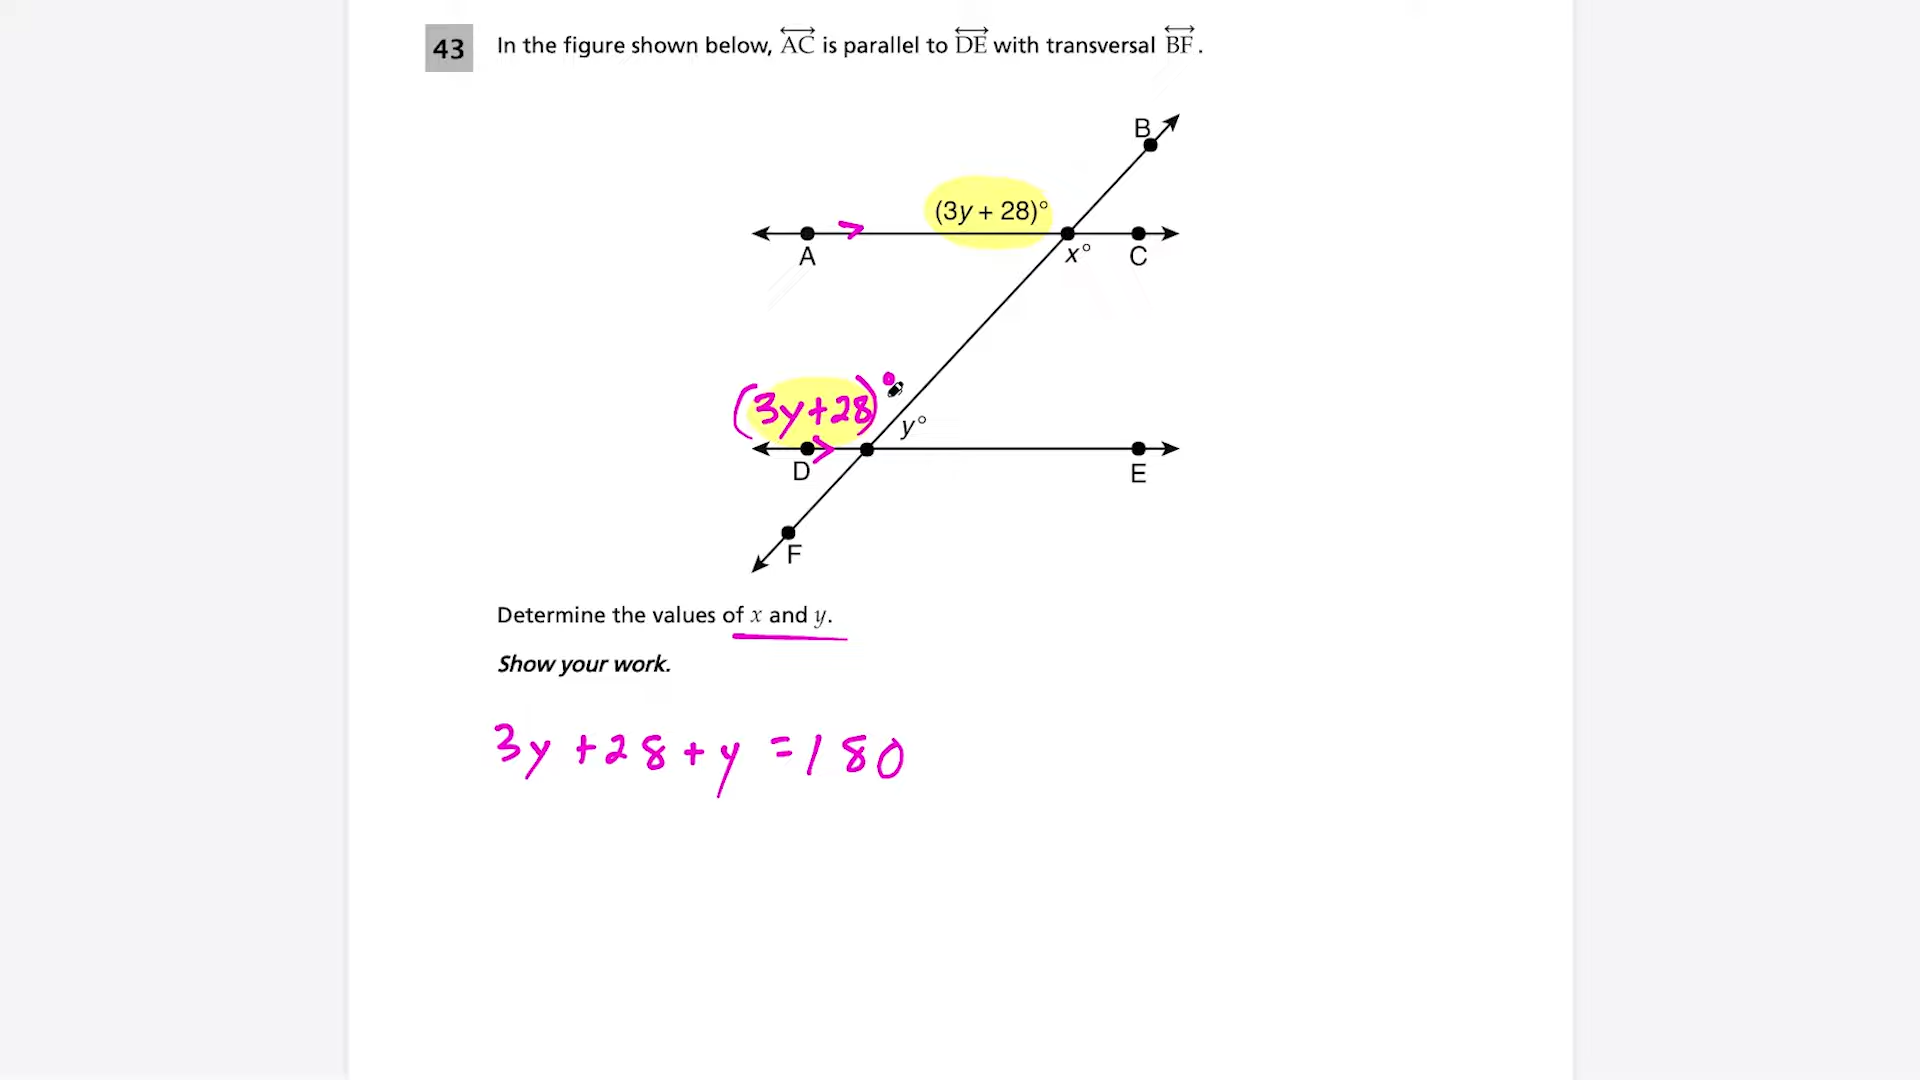 43 In the figure shown below, AC is parallel to DE with transversal BF.
B
(3y + 28)°
A
x°
C
(3y+28)°
y°
D
E
F
Determine the values of x and y.
Show your work.
3y + 28 + y = 180